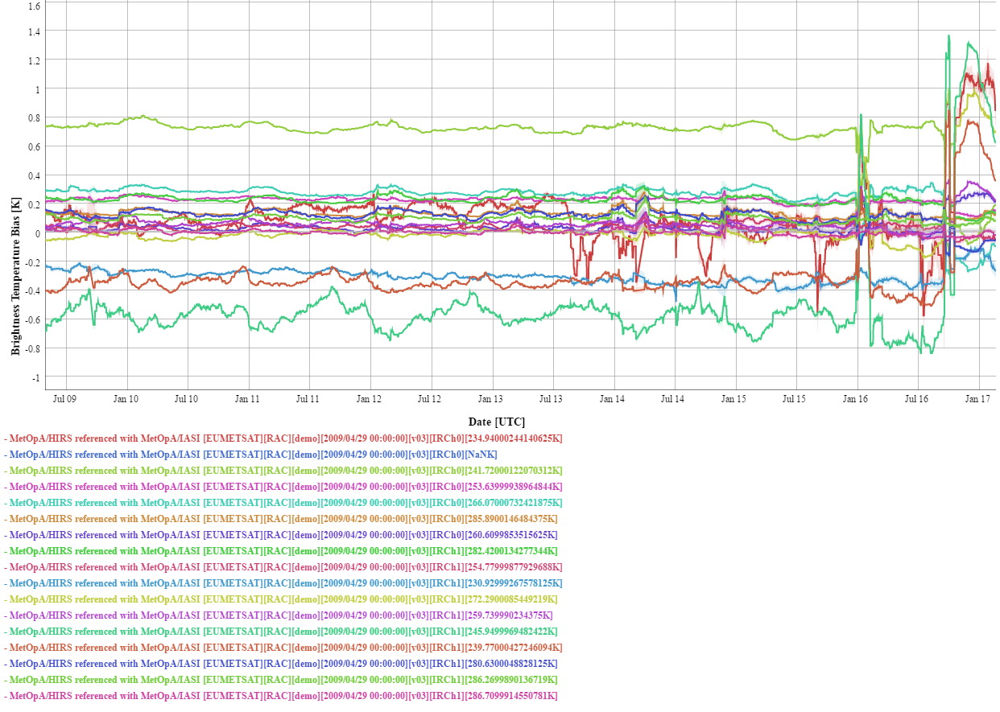 1.6
1.4
1.2
1
0.8
0.6
0.4
0.2
0
-0.2
-0.4
-0.6
-0.8
-1
Brightness Temperature Bias [K]
Jul 09 Jan 10 Jul 10 Jan 11 Jul 11 Jan 12 Jul 12 Jan 13 Jul 13 Jan 14 Jul 14 Jan 15 Jul 15 Jan 16 Jul 16 Jan 17
Date [UTC]
- MetOpA/HIRS referenced with MetOpA/IASI [EUMETSAT][RAC][demo][2009/04/29 00:00:00][v03][IRCh0][234.94000244140625K]
- MetOpA/HIRS referenced with MetOpA/IASI [EUMETSAT][RAC][demo][2009/04/29 00:00:00][v03][IRCh0][NaNK]
- MetOpA/HIRS referenced with MetOpA/IASI [EUMETSAT][RAC][demo][2009/04/29 00:00:00][v03][IRCh0][241.72000122070312K]
- MetOpA/HIRS referenced with MetOpA/IASI [EUMETSAT][RAC][demo][2009/04/29 00:00:00][v03][IRCh0][253.63999938964844K]
- MetOpA/HIRS referenced with MetOpA/IASI [EUMETSAT][RAC][demo][2009/04/29 00:00:00][v03][IRCh0][266.07000732421875K]
- MetOpA/HIRS referenced with MetOpA/IASI [EUMETSAT][RAC][demo][2009/04/29 00:00:00][v03][IRCh0][285.8900146484375K]
- MetOpA/HIRS referenced with MetOpA/IASI [EUMETSAT][RAC][demo][2009/04/29 00:00:00][v03][IRCh0][260.6099853515625K]
- MetOpA/HIRS referenced with MetOpA/IASI [EUMETSAT][RAC][demo][2009/04/29 00:00:00][v03][IRCh1][282.4200134277344K]
- MetOpA/HIRS referenced with MetOpA/IASI [EUMETSAT][RAC][demo][2009/04/29 00:00:00][v03][IRCh1][254.77999877929688K]
- MetOpA/HIRS referenced with MetOpA/IASI [EUMETSAT][RAC][demo][2009/04/29 00:00:00][v03][IRCh1][230.92999267578125K]
- MetOpA/HIRS referenced with MetOpA/IASI [EUMETSAT][RAC][demo][2009/04/29 00:00:00][v03][IRCh1][272.2900085449219K]
- MetOpA/HIRS referenced with MetOpA/IASI [EUMETSAT][RAC][demo][2009/04/29 00:00:00][v03][IRCh1][259.739990234375K]
- MetOpA/HIRS referenced with MetOpA/IASI [EUMETSAT][RAC][demo][2009/04/29 00:00:00][v03][IRCh1][245.9499969482422K]
- MetOpA/HIRS referenced with MetOpA/IASI [EUMETSAT][RAC][demo][2009/04/29 00:00:00][v03][IRCh1][239.77000427246094K]
- MetOpA/HIRS referenced with MetOpA/IASI [EUMETSAT][RAC][demo][2009/04/29 00:00:00][v03][IRCh1][280.6300048828125K]
- MetOpA/HIRS referenced with MetOpA/IASI [EUMETSAT][RAC][demo][2009/04/29 00:00:00][v03][IRCh1][286.2699890136719K]
- MetOpA/HIRS referenced with MetOpA/IASI [EUMETSAT][RAC][demo][2009/04/29 00:00:00][v03][IRCh1][286.7099914550781K]